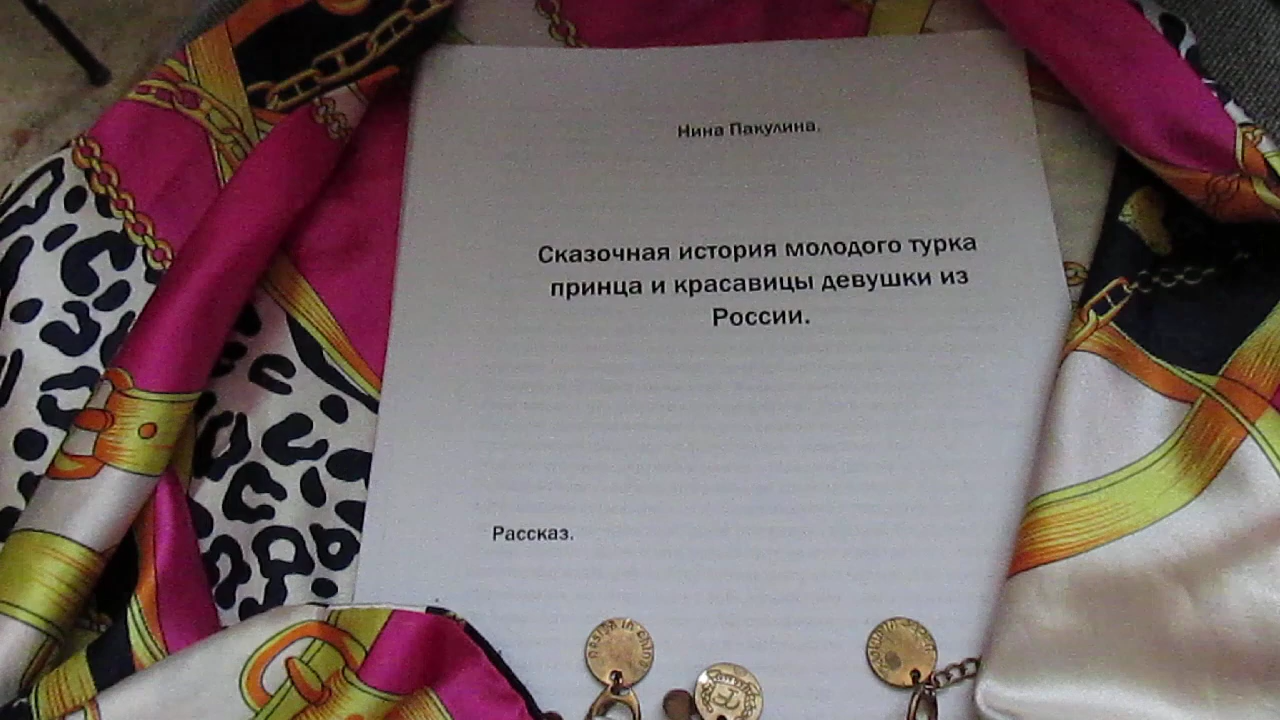 Нина Пакулина.
Сказочная история молодого турка
принца и красавицы девушки из
России.
Рассказ.